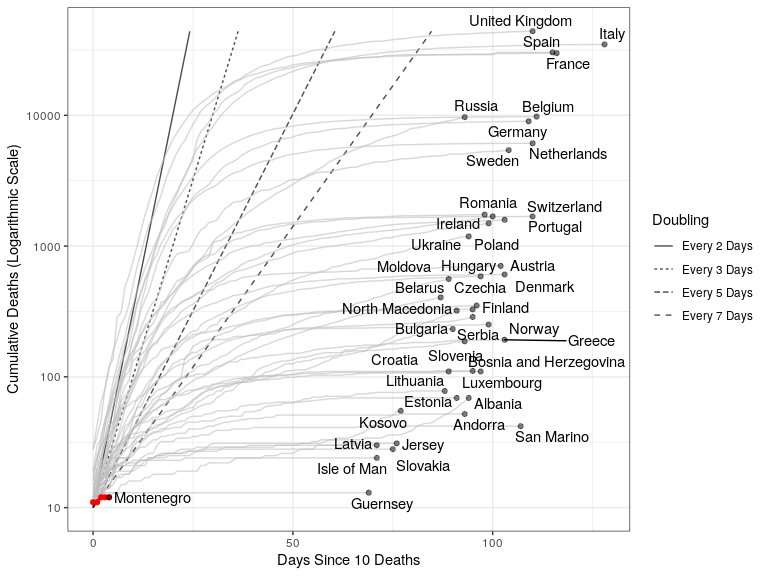 United Kingdom
Italy
Spain
France
Russia
Belgium
Germany
Netherlands
Sweden
Romania
Switzerland
Ireland
Portugal
Ukraine
Poland
Moldova
Hungary
Austria
Belarus
Czechia
Denmark
North Macedonia
Finland
Bulgaria
Serbia
Norway
Greece
Croatia
Slovenia
Bosnia and Herzegovina
Lithuania
Luxembourg
Estonia
Albania
Kosovo
Andorra
San Marino
Latvia
Jersey
Isle of Man
Slovakia
Montenegro
Guernsey
10000
1000
100
10
0
50
100
Days Since 10 Deaths
Cumulative Deaths (Logarithmic Scale)
Doubling
Every 2 Days
Every 3 Days
Every 5 Days
Every 7 Days